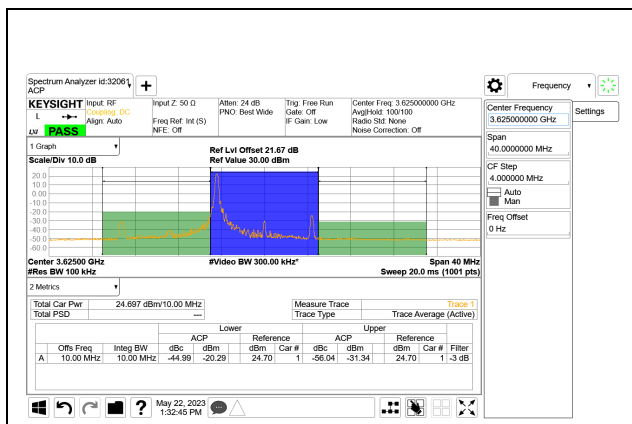 Spectrum Analyzer id:32061
ACP
Frequency
KEYSIGHT
L
LXI PASS
Input: RF
Coupling: DC
Align: Auto
Input Z: 50 Ω
Freq Ref: Int (S)
NFE: Off
Atten: 24 dB
PNO: Best Wide
Trig: Free Run
Gate: Off
IF Gain: Low
Center Freq: 3.625000000 GHz
Avg|Hold: 100/100
Radio Std: None
Noise Correction: Off
Center Frequency
3.625000000 GHz
Settings
Span
40.0000000 MHz
CF Step
4.000000 MHz
Auto
Man
Freq Offset
0 Hz
1 Graph
Scale/Div 10.0 dB
Ref Lvl Offset 21.67 dB
Ref Value 30.00 dBm
20.0
10.0
0.00
-10.0
-20.0
-30.0
-40.0
-50.0
-60.0
Center 3.62500 GHz
#Res BW 100 kHz
#Video BW 300.00 kHz*
Span 40 MHz
Sweep 20.0 ms (1001 pts)
2 Metrics
Total Car Pwr 24.697 dBm/10.00 MHz
Total PSD ---
Measure Trace Trace 1
Trace Type Trace Average (Active)
Lower Upper
ACP Reference ACP Reference
Offs Freq Integ BW dBc dBm dBm Car # dBc dBm dBm Car # Filter
A 10.00 MHz 10.00 MHz -44.99 -20.29 24.70 1 -56.04 -31.34 24.70 1 -3 dB
?
May 22, 2023
1:32:45 PM